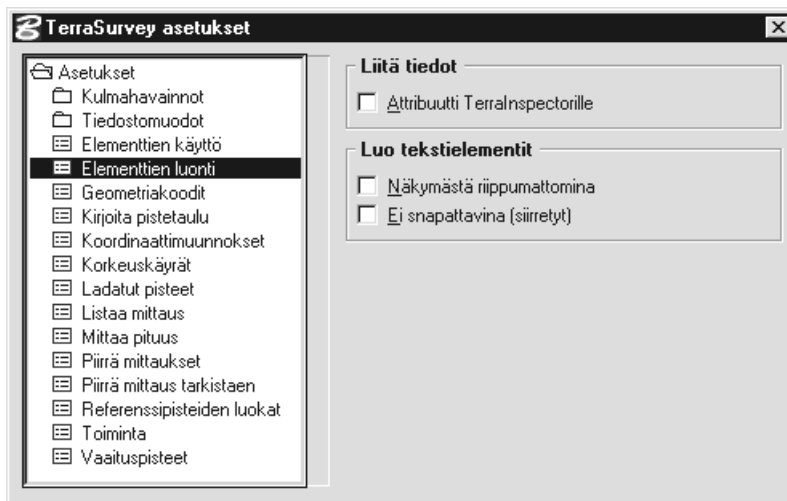 TerraSurvey asetukset
Asetukset
Kulmahavainnot
Tiedostomuodot
Elementtien käyttö
Elementtien luonti
Geometriakoodit
Kirjoita pistetaulu
Koordinaattimuunnokset
Korkeuskäyrät
Ladatut pisteet
Listaa mittaus
Mittaa pituus
Piirrä mittaukset
Piirrä mittaus tarkistaen
Referenssipisteiden luokat
Toiminta
Vaaituspisteet
Liitä tiedot
Attribuutti TerraInspectorille
Luo tekstielementit
Näkymästä riippumattomina
Ei snapattavina (siirretyt)